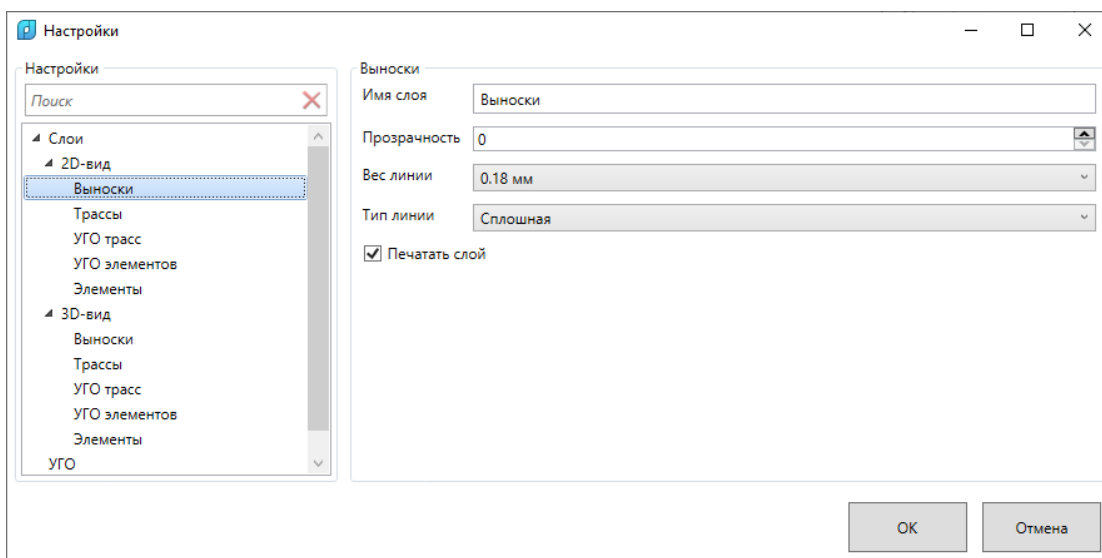 Настройки
Настройки
Поиск
Слои
2D-вид
Выноски
Трассы
УГО трасс
УГО элементов
Элементы
3D-вид
Выноски
Трассы
УГО трасс
УГО элементов
Элементы
УГО
Выноски
Имя слоя Выноски
Прозрачность 0
Вес линии 0.18 мм
Тип линии Сплошная
Печатать слой
ОК Отмена